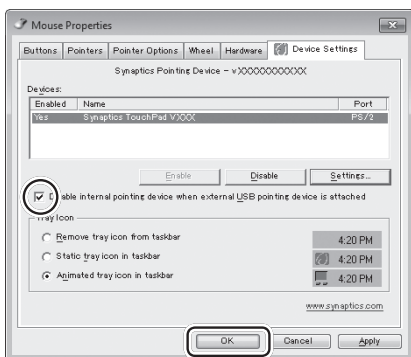 Mouse Properties
Buttons Pointers Pointer Options Wheel Hardware Device Settings
Synaptics Pointing Device - vXXXXXXXXXX
Devices:
Enabled Name Port
Yes Synaptics TouchPad VXXX PS/2
Enable Disable Settings...
Disable internal pointing device when external USB pointing device is attached
Tray Icon
Remove tray icon from taskbar 4:20 PM
Static tray icon in taskbar 4:20 PM
Animated tray icon in taskbar 4:20 PM
www.synaptics.com
OK Cancel Apply